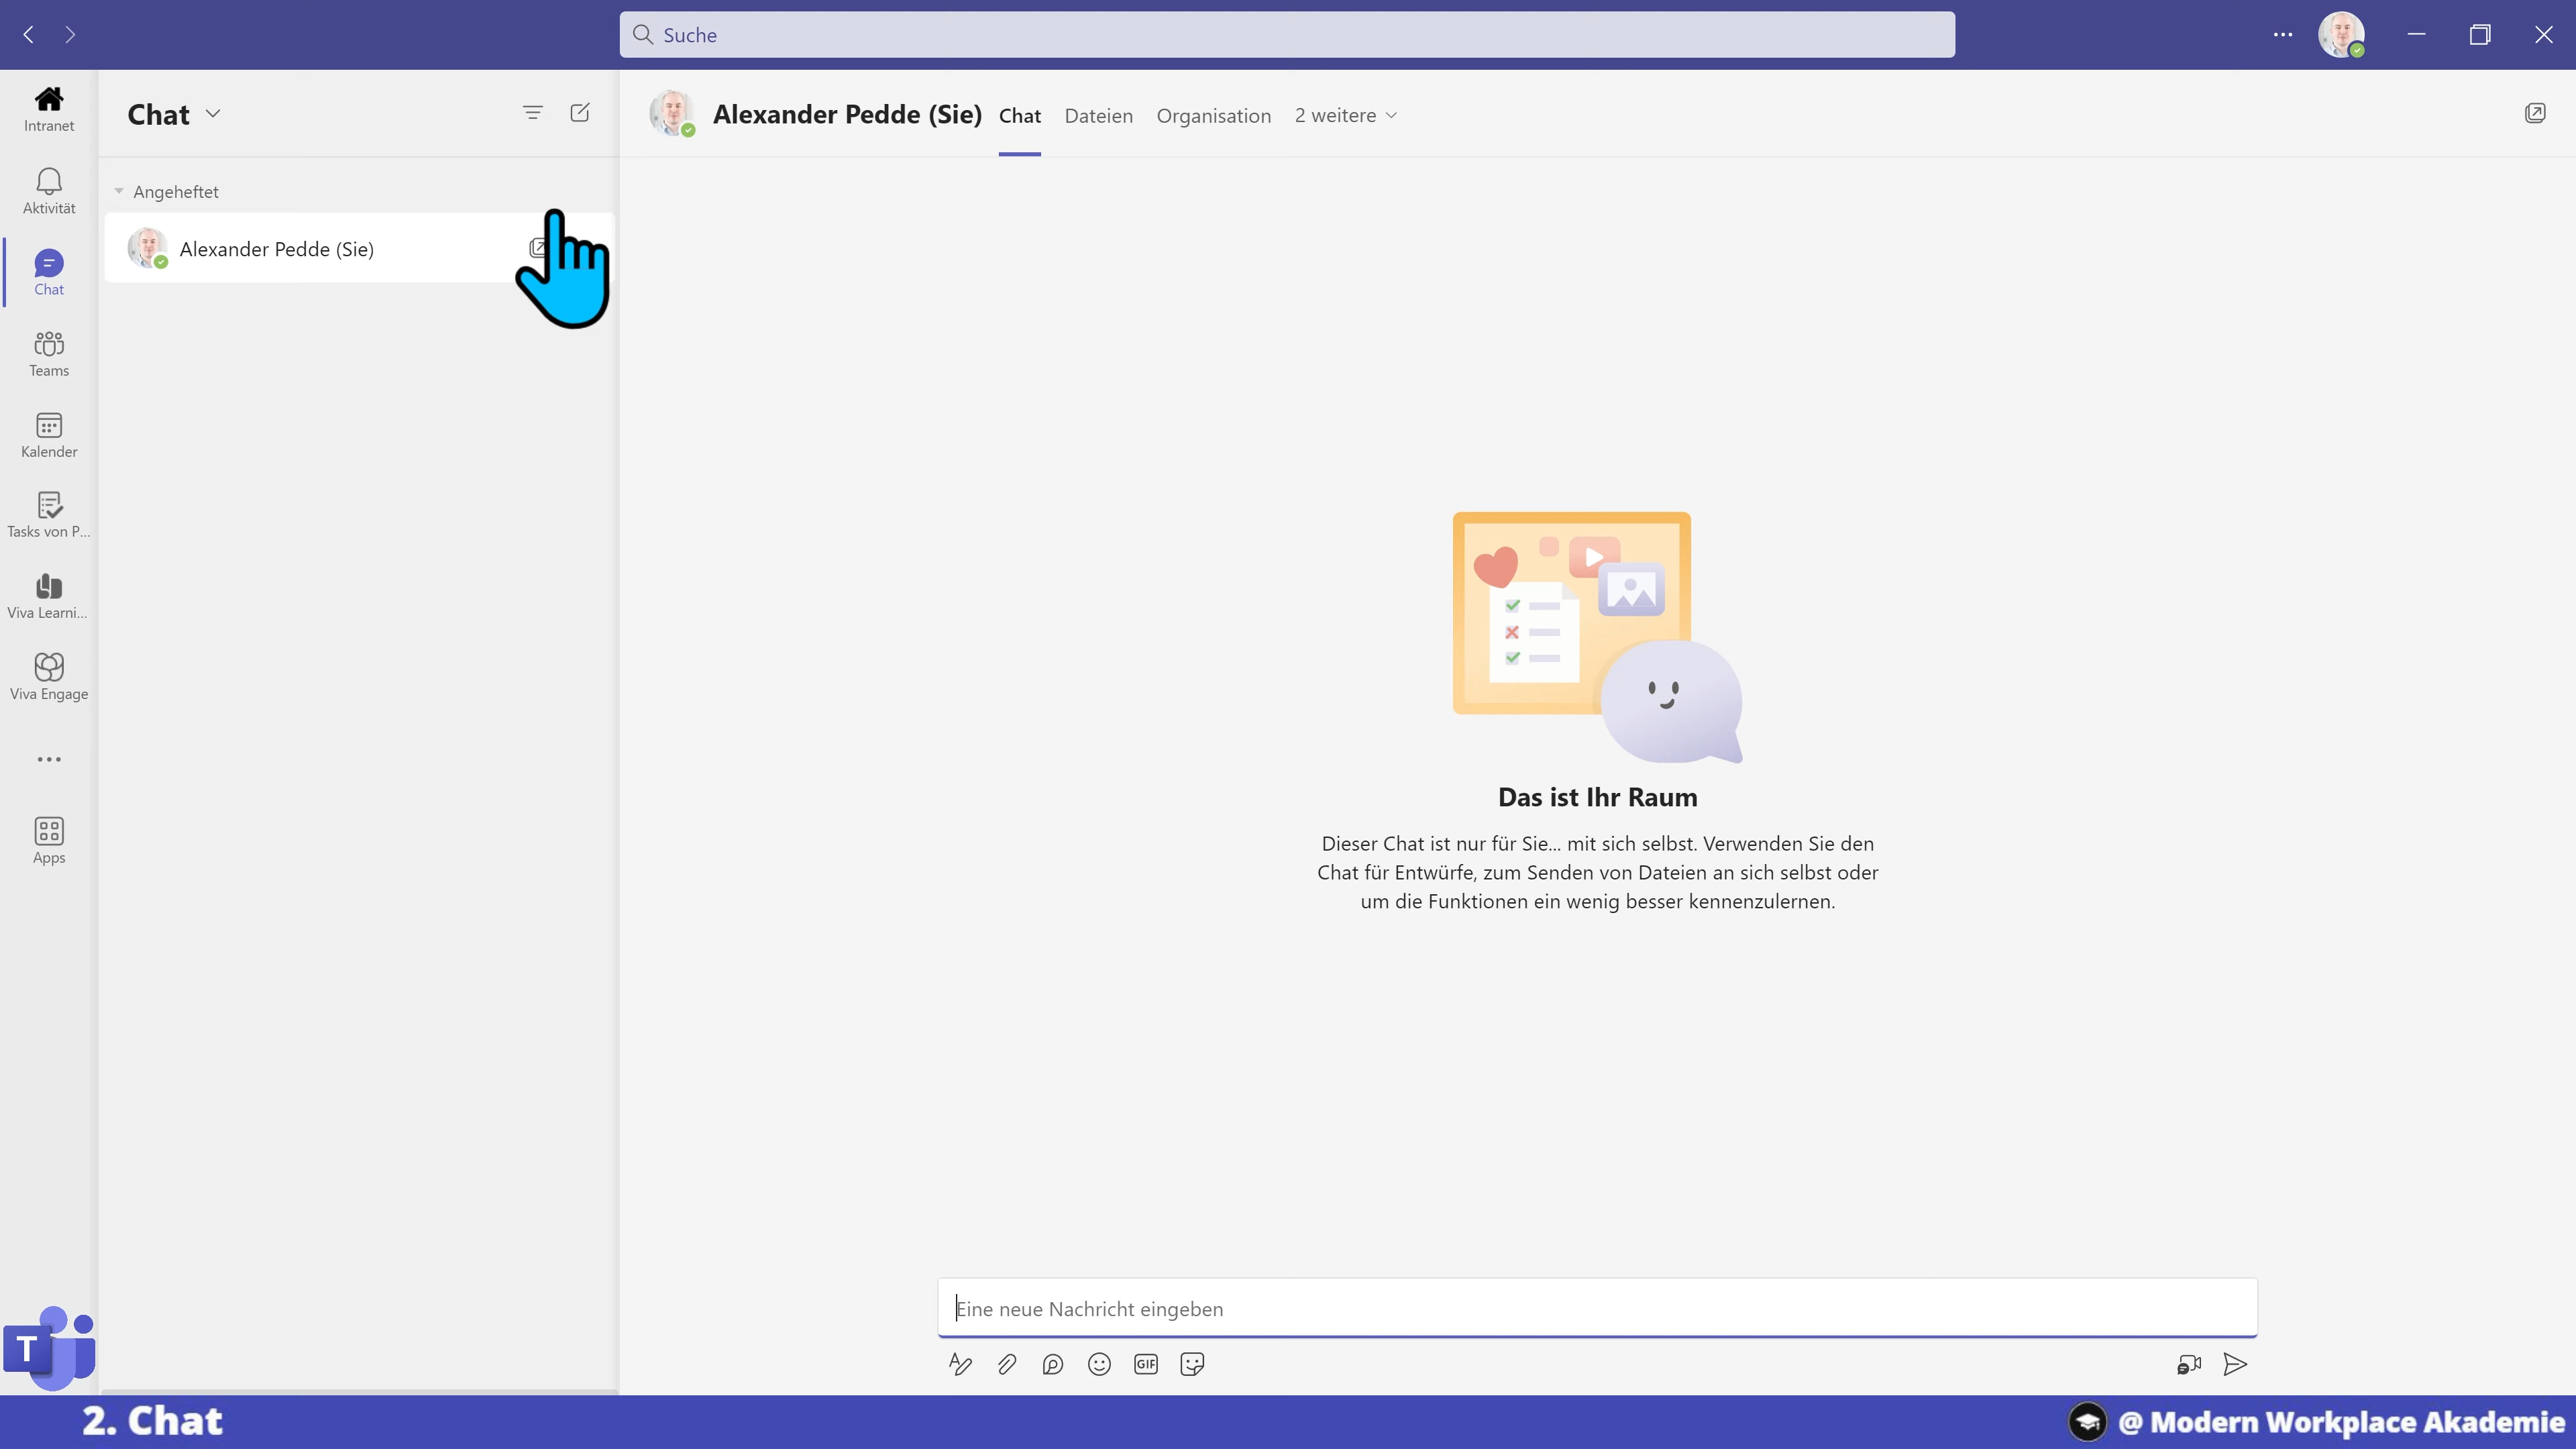 Suche
Intranet
Aktivität
Chat
Teams
Kalender
Tasks von P...
Viva Learni...
Viva Engage
Apps
Chat
Angeheftet
Alexander Pedde (Sie)
Alexander Pedde (Sie)
Chat
Dateien
Organisation
2 weitere
Das ist Ihr Raum
Dieser Chat ist nur für Sie... mit sich selbst. Verwenden Sie den
Chat für Entwürfe, zum Senden von Dateien an sich selbst oder
um die Funktionen ein wenig besser kennenzulernen.
Eine neue Nachricht eingeben
GIF
T
2. Chat
@ Modern Workplace Akademie